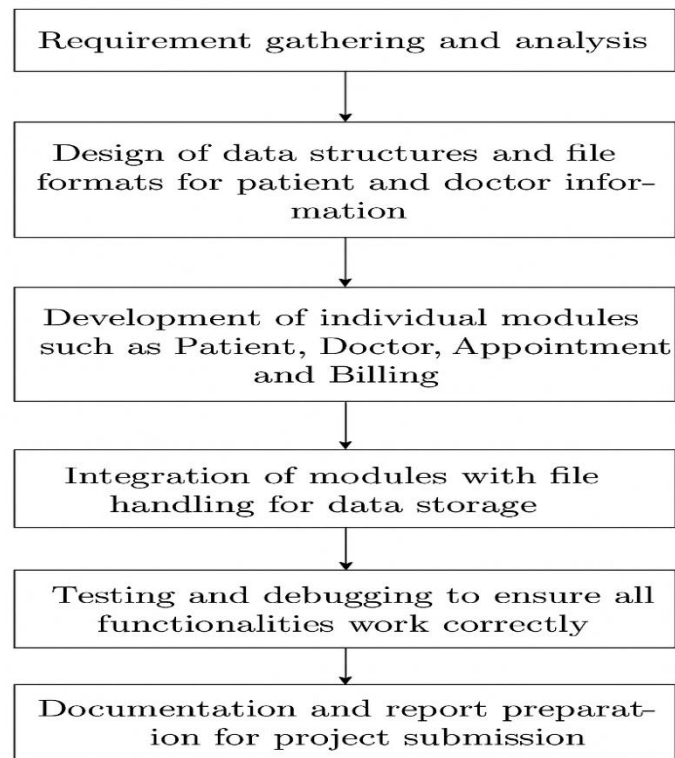 Requirement gathering and analysis
Design of data structures and file
formats for patient and doctor infor-
mation
Development of individual modules
such as Patient, Doctor, Appointment
and Billing
Integration of modules with file
handling for data storage
Testing and debugging to ensure all
functionalities work correctly
Documentation and report preparat-
ion for project submission